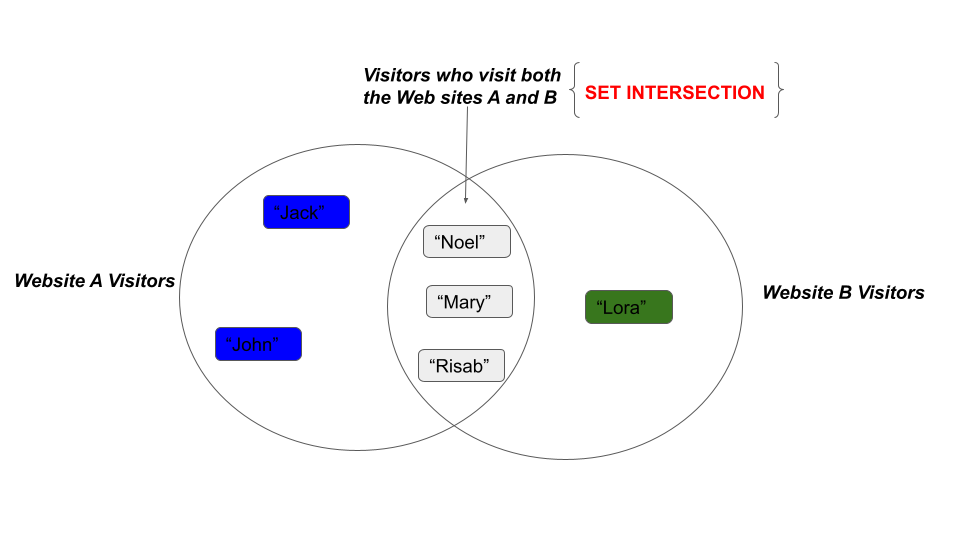 Visitors who visit both
the Web sites A and B
SET INTERSECTION
“Jack”
“Noel”
Website A Visitors
“Mary”
“Lora”
Website B Visitors
“John”
“Risab”